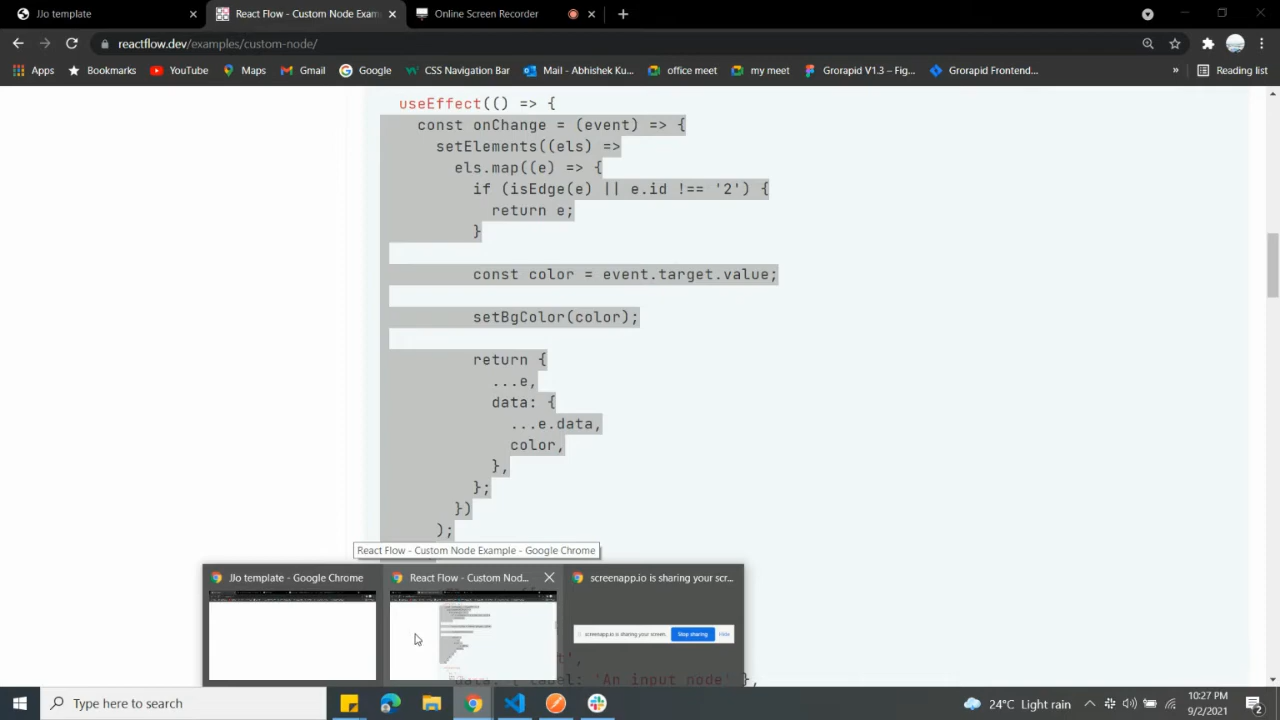 JJo template
React Flow - Custom Node Exam
Online Screen Recorder
reactflow.dev/examples/custom-node/
Apps
Bookmarks
YouTube
Maps
Gmail
Google
CSS Navigation Bar
Mail - Abhishek Ku...
office meet
my meet
Grorapid V1.3 – Fig...
Grorapid Frontend...
»
Reading list
useEffect(() => {
const onChange = (event) => {
setElements((els) =>
els.map((e) => {
if (isEdge(e) || e.id !== '2') {
return e;
}
const color = event.target.value;
setBgColor(color);
return {
...e,
data: {
...e.data,
color,
},
};
})
);
React Flow - Custom Node Example - Google Chrome
JJo template - Google Chrome
React Flow - Custom Nod...
screenapp.io is sharing your scr...
screenapp.io is sharing your screen.
Stop sharing
Hide
t',
data: { label: 'An input node' },
Type here to search
24°C Light rain
10:27 PM
9/2/2021
2